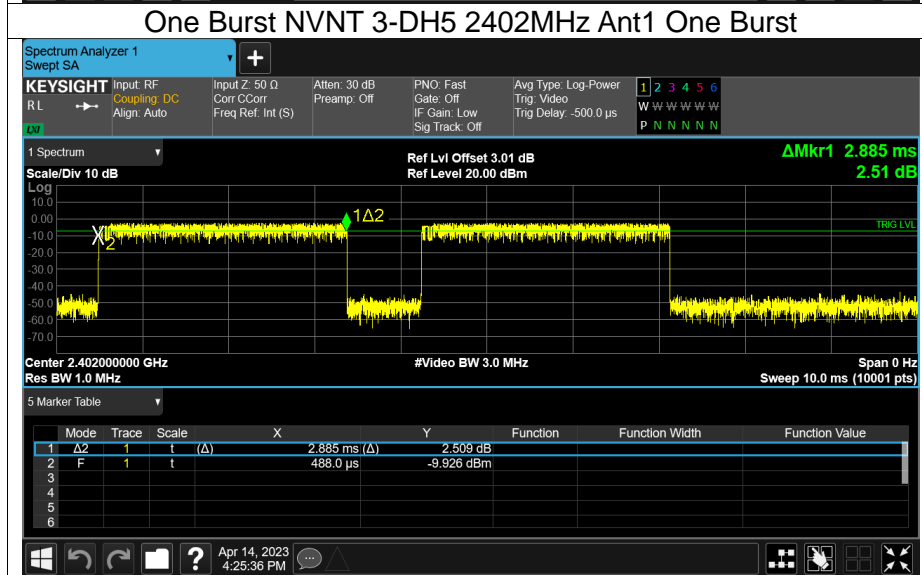 One Burst NVNT 3-DH5 2402MHz Ant1 One Burst
Spectrum Analyzer 1
Swept SA
+
KEYSIGHT Input: RF Input Z: 50 Ω Atten: 30 dB PNO: Fast Avg Type: Log-Power 1 2 3 4 5 6
R L Coupling: DC Corr CCorr Preamp: Off Gate: Off Trig: Video W W W W W W
Align: Auto Freq Ref: Int (S) IF Gain: Low Trig Delay: -500.0 µs
LXI Sig Track: Off P N N N N N
1 Spectrum Ref Lvl Offset 3.01 dB ΔMkr1 2.885 ms
Scale/Div 10 dB Ref Level 20.00 dBm 2.51 dB
Log
10.0
0.00 1Δ2 TRIG LVL
-10.0 X2
-20.0
-30.0
-40.0
-50.0
-60.0
-70.0
Center 2.402000000 GHz #Video BW 3.0 MHz Span 0 Hz
Res BW 1.0 MHz Sweep 10.0 ms (10001 pts)
5 Marker Table
Mode Trace Scale X Y Function Function Width Function Value
1 Δ2 1 t (Δ) 2.885 ms (Δ) 2.509 dB
2 F 1 t 488.0 µs -9.926 dBm
3
4
5
6
? Apr 14, 2023
4:25:36 PM